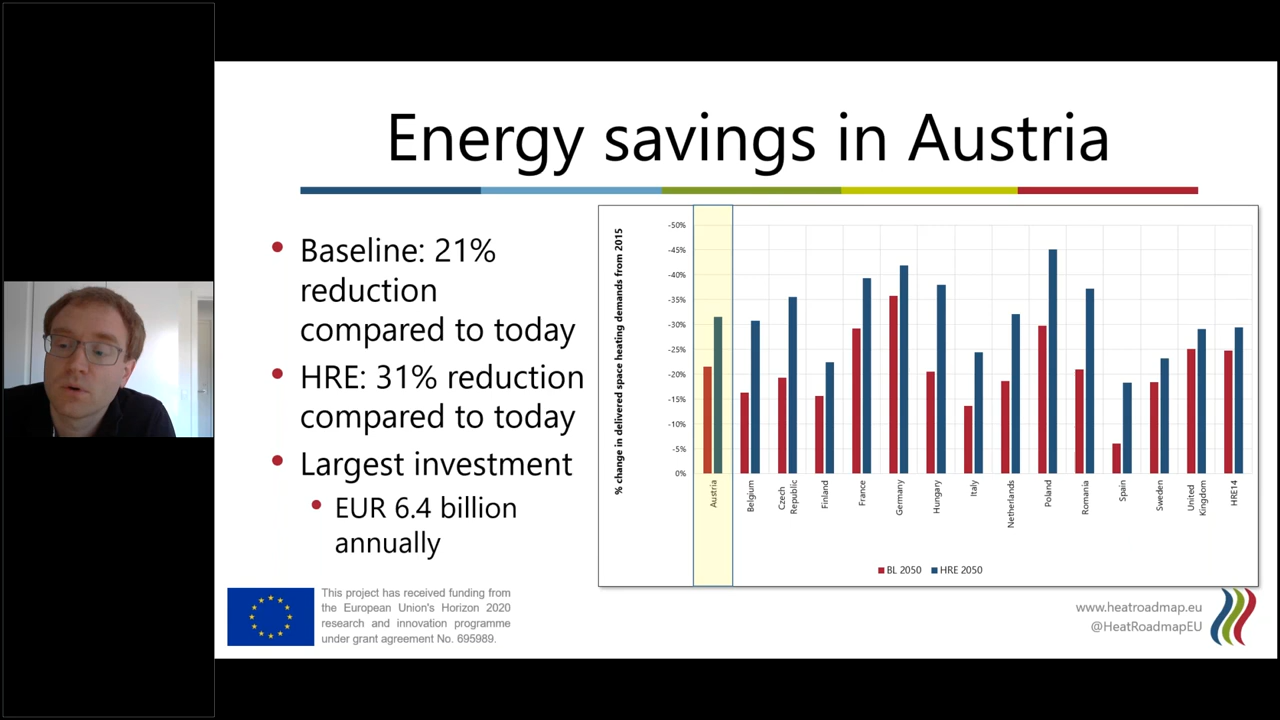 Energy savings in Austria
• Baseline: 21%
reduction
compared to today
• HRE: 31% reduction
compared to today
• Largest investment
• EUR 6.4 billion
annually
% change in delivered space heating demands from 2015
-50%
-45%
-40%
-35%
-30%
-25%
-20%
-15%
-10%
-5%
0%
Austria
Belgium
Czech
Republic
Finland
France
Germany
Hungary
Italy
Netherlands
Poland
Romania
Spain
Sweden
United
Kingdom
HRE14
BL 2050
HRE 2050
This project has received funding from
the European Union's Horizon 2020
research and innovation programme
under grant agreement No. 695989.
www.heatroadmap.eu
@HeatRoadmapEU